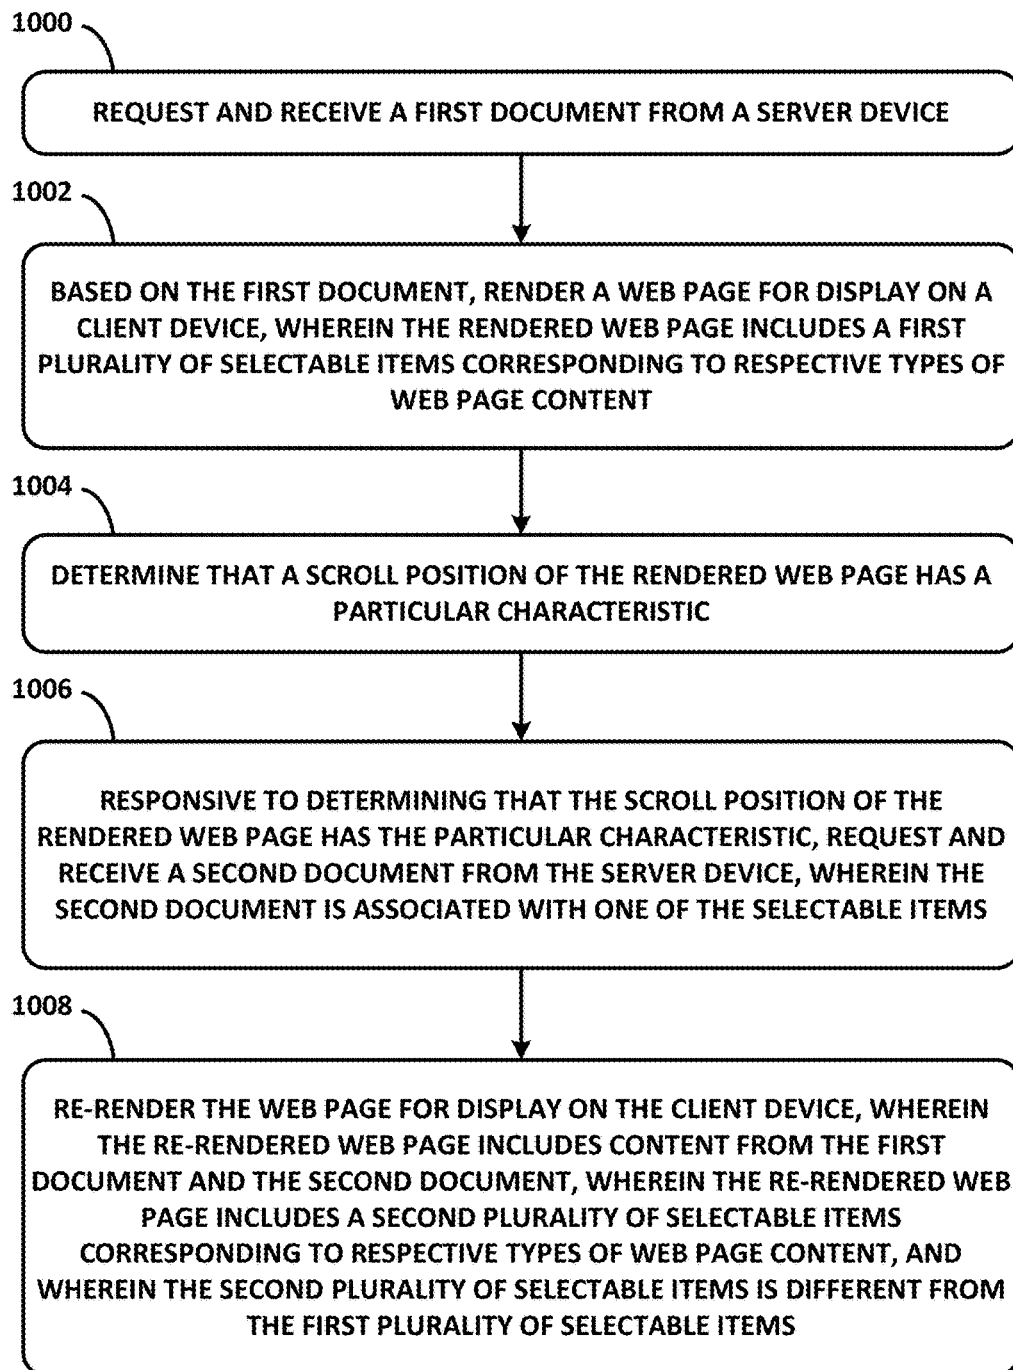 1000
REQUEST AND RECEIVE A FIRST DOCUMENT FROM A SERVER DEVICE
1002
BASED ON THE FIRST DOCUMENT, RENDER A WEB PAGE FOR DISPLAY ON A
CLIENT DEVICE, WHEREIN THE RENDERED WEB PAGE INCLUDES A FIRST
PLURALITY OF SELECTABLE ITEMS CORRESPONDING TO RESPECTIVE TYPES OF
WEB PAGE CONTENT
1004
DETERMINE THAT A SCROLL POSITION OF THE RENDERED WEB PAGE HAS A
PARTICULAR CHARACTERISTIC
1006
RESPONSIVE TO DETERMINING THAT THE SCROLL POSITION OF THE
RENDERED WEB PAGE HAS THE PARTICULAR CHARACTERISTIC, REQUEST AND
RECEIVE A SECOND DOCUMENT FROM THE SERVER DEVICE, WHEREIN THE
SECOND DOCUMENT IS ASSOCIATED WITH ONE OF THE SELECTABLE ITEMS
1008
RE-RENDER THE WEB PAGE FOR DISPLAY ON THE CLIENT DEVICE, WHEREIN
THE RE-RENDERED WEB PAGE INCLUDES CONTENT FROM THE FIRST
DOCUMENT AND THE SECOND DOCUMENT, WHEREIN THE RE-RENDERED WEB
PAGE INCLUDES A SECOND PLURALITY OF SELECTABLE ITEMS
CORRESPONDING TO RESPECTIVE TYPES OF WEB PAGE CONTENT, AND
WHEREIN THE SECOND PLURALITY OF SELECTABLE ITEMS IS DIFFERENT FROM
THE FIRST PLURALITY OF SELECTABLE ITEMS